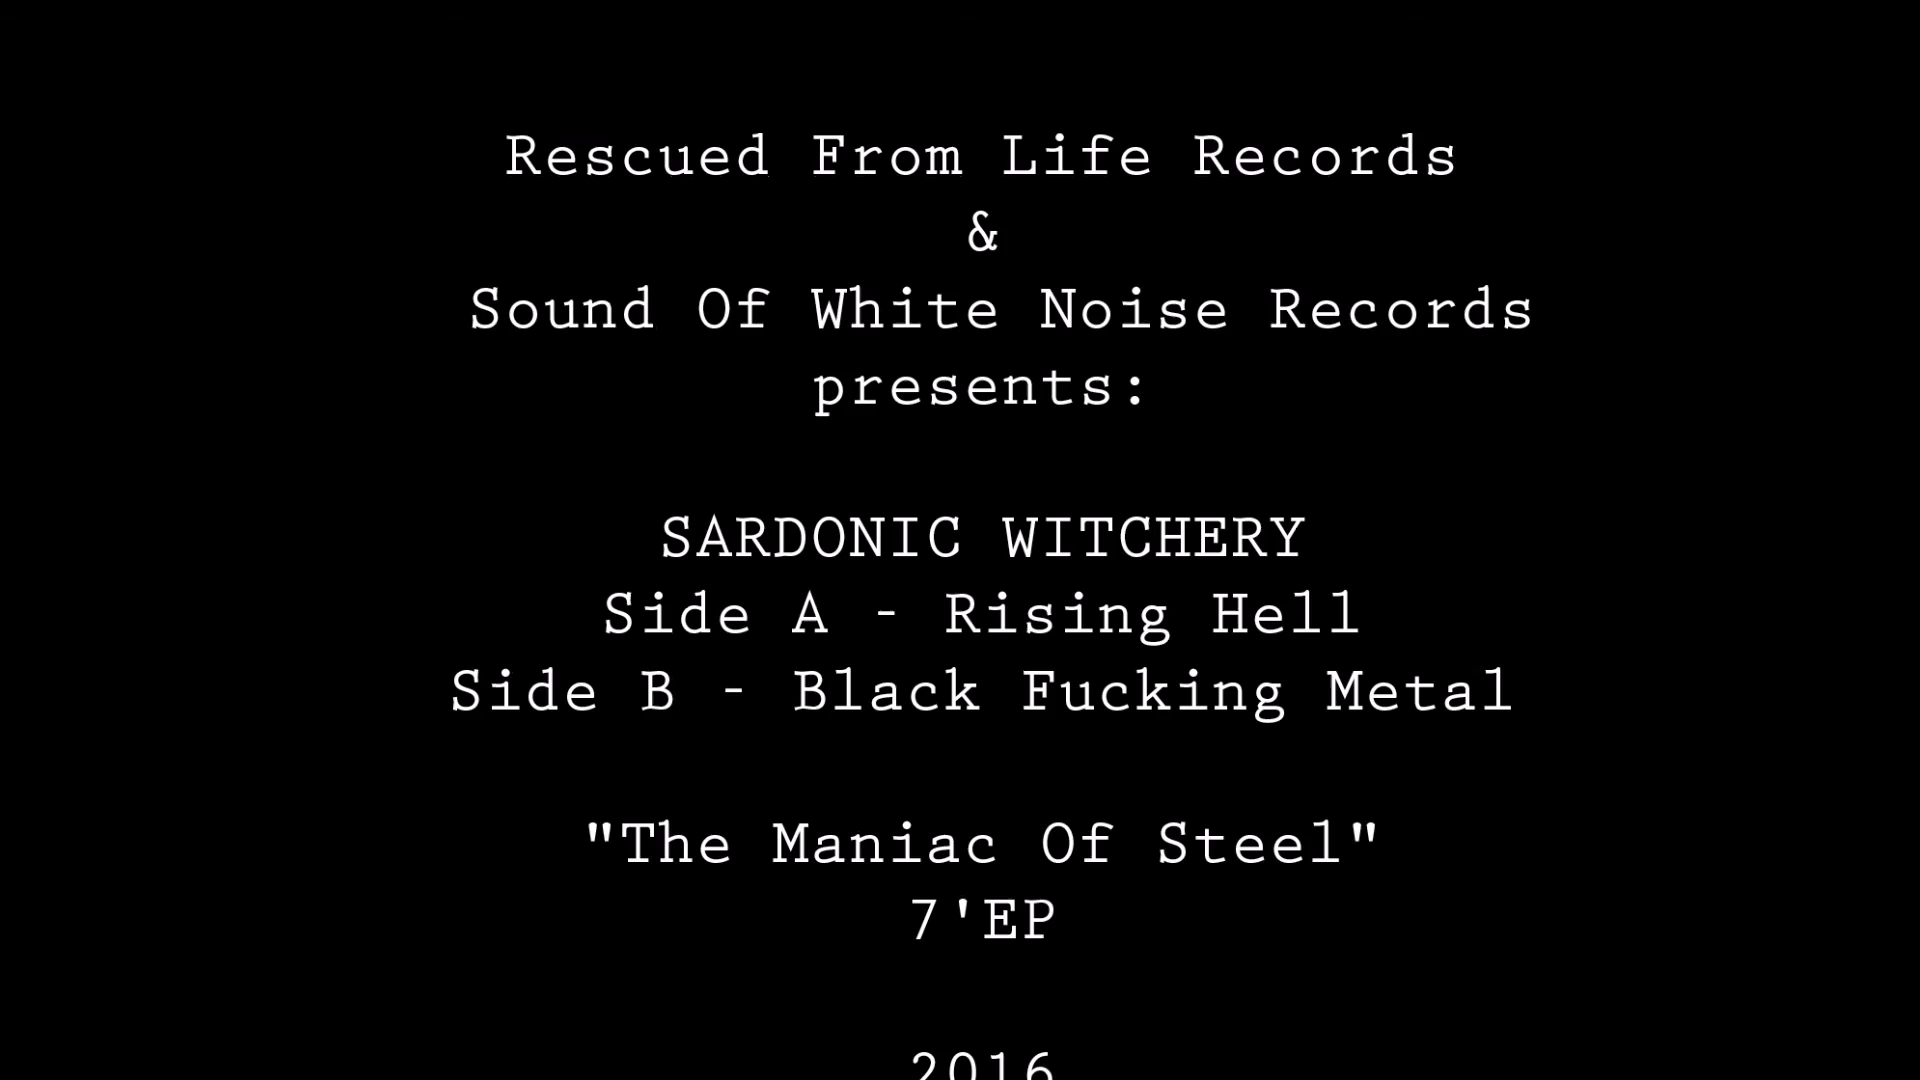 Rescued From Life Records
&
Sound Of White Noise Records
presents:
SARDONIC WITCHERY
Side A - Rising Hell
Side B - Black Fucking Metal
"The Maniac Of Steel"
7'EP
2016